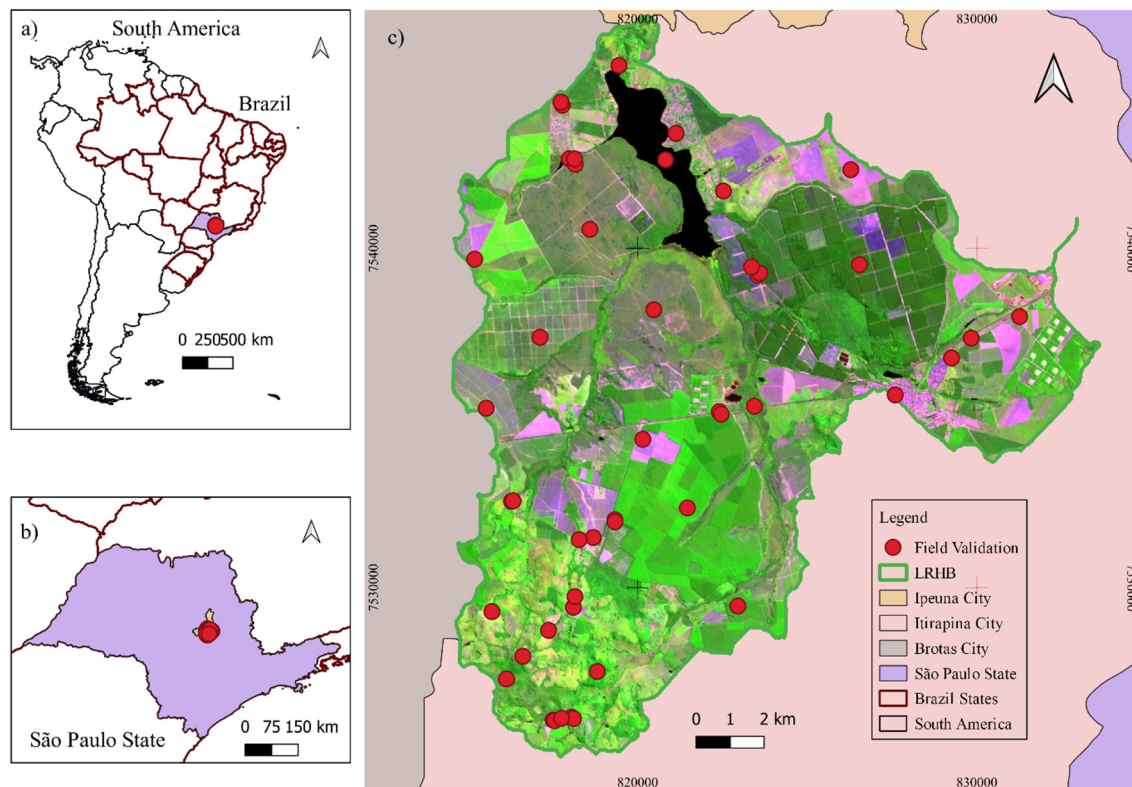 a)
South America
Brazil
0 250500 km
b)
São Paulo State
0 75 150 km
c)
820000
830000
7540000
7540000
7530000
7530000
0 1 2 km
820000
830000
Legend
Field Validation
LRHB
Ipeuna City
Itirapina City
Brotas City
São Paulo State
Brazil States
South America